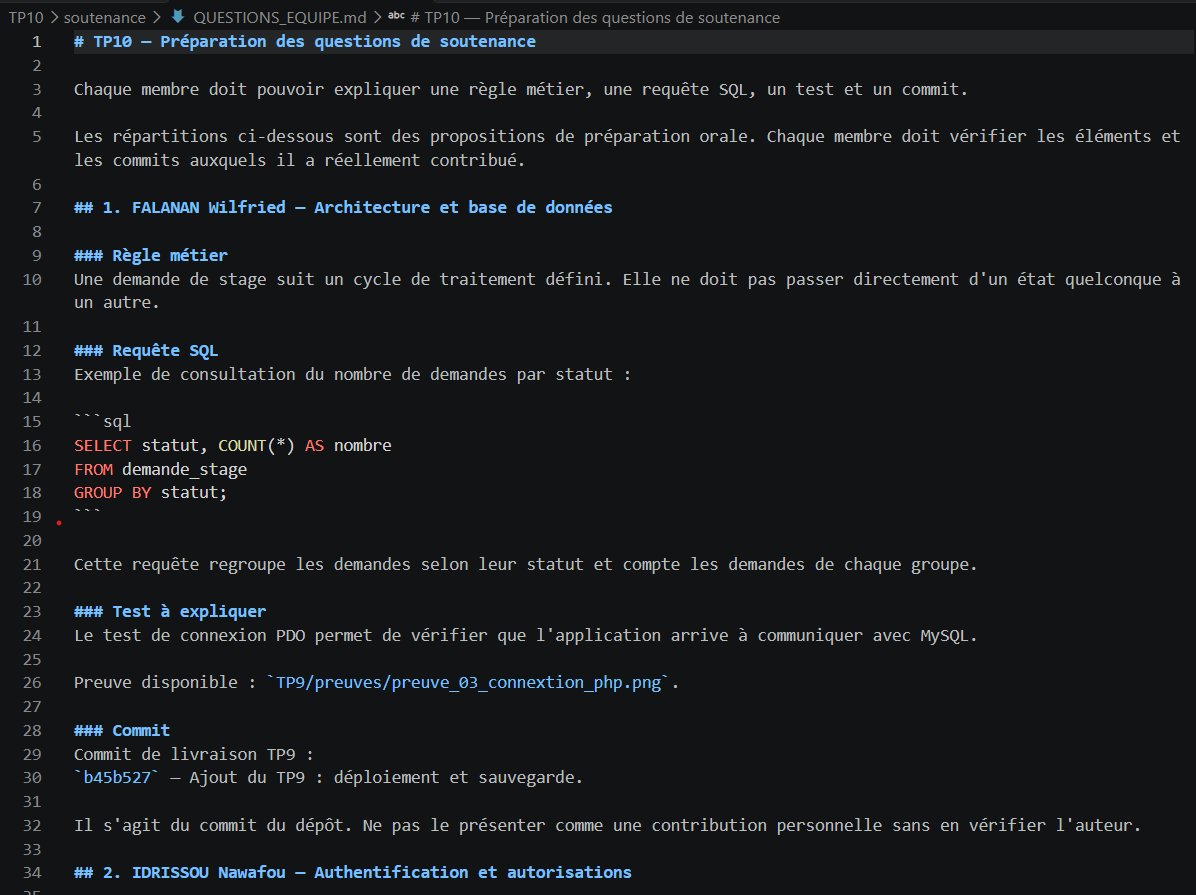 TP10 > soutenance > QUESTIONS_EQUIPE.md > abc # TP10 — Préparation des questions de soutenance
1 # TP10 — Préparation des questions de soutenance
2
3 Chaque membre doit pouvoir expliquer une règle métier, une requête SQL, un test et un commit.
4
5 Les répartitions ci-dessous sont des propositions de préparation orale. Chaque membre doit vérifier les éléments et
les commits auxquels il a réellement contribué.
6
7 ## 1. FALANAN Wilfried — Architecture et base de données
8
9 ### Règle métier
10 Une demande de stage suit un cycle de traitement défini. Elle ne doit pas passer directement d'un état quelconque à
un autre.
11
12 ### Requête SQL
13 Exemple de consultation du nombre de demandes par statut :
14
15 ```sql
16 SELECT statut, COUNT(*) AS nombre
17 FROM demande_stage
18 GROUP BY statut;
19 ```
20
21 Cette requête regroupe les demandes selon leur statut et compte les demandes de chaque groupe.
22
23 ### Test à expliquer
24 Le test de connexion PDO permet de vérifier que l'application arrive à communiquer avec MySQL.
25
26 Preuve disponible : `TP9/preuves/preuve_03_connextion_php.png`.
27
28 ### Commit
29 Commit de livraison TP9 :
30 `b45b527` — Ajout du TP9 : déploiement et sauvegarde.
31
32 Il s'agit du commit du dépôt. Ne pas le présenter comme une contribution personnelle sans en vérifier l'auteur.
33
34 ## 2. IDRISSOU Nawafou — Authentification et autorisations
35